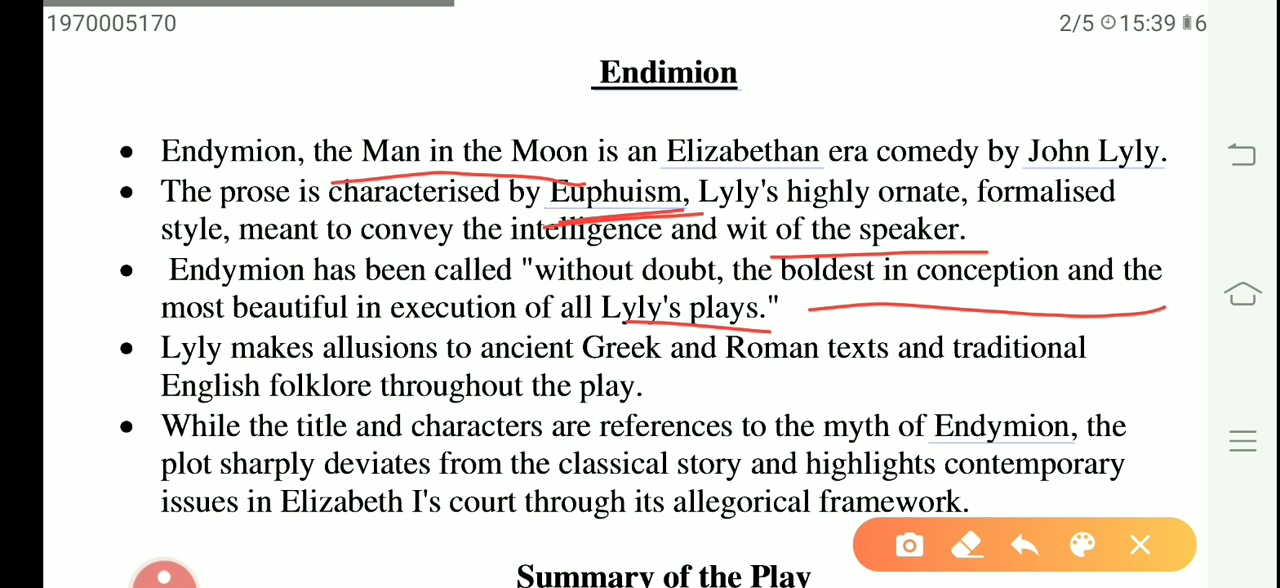 1970005170 2/5 15:39 6
Endimion
• Endymion, the Man in the Moon is an Elizabethan era comedy by John Lyly.
• The prose is characterised by Euphuism, Lyly's highly ornate, formalised
style, meant to convey the intelligence and wit of the speaker.
• Endymion has been called "without doubt, the boldest in conception and the
most beautiful in execution of all Lyly's plays."
• Lyly makes allusions to ancient Greek and Roman texts and traditional
English folklore throughout the play.
• While the title and characters are references to the myth of Endymion, the
plot sharply deviates from the classical story and highlights contemporary
issues in Elizabeth I's court through its allegorical framework.
Summary of the Play